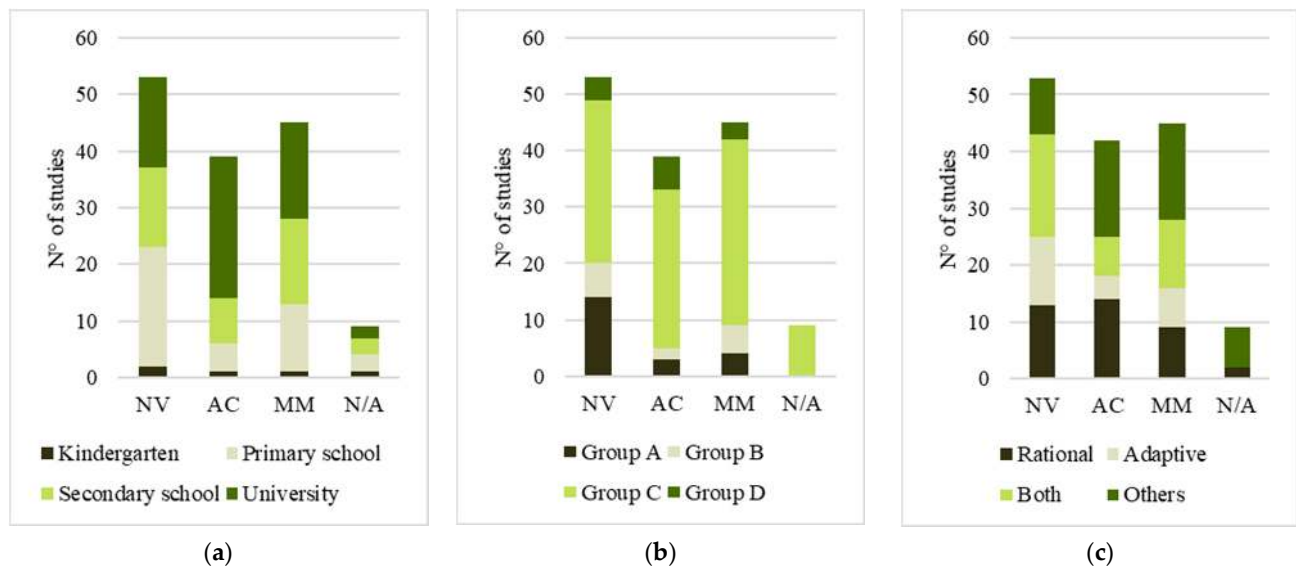 60
50
40
30
20
10
0
N° of studies
NV AC MM N/A
Kindergarten Primary school
Secondary school University
(a)
60
50
40
30
20
10
0
N° of studies
NV AC MM N/A
Group A Group B
Group C Group D
(b)
60
50
40
30
20
10
0
N° of studies
NV AC MM N/A
Rational Adaptive
Both Others
(c)